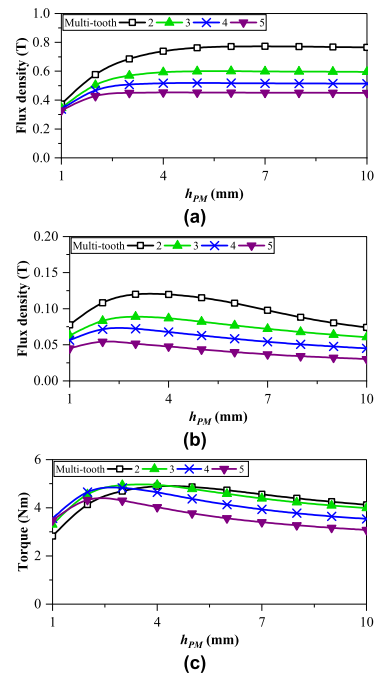 Multi-tooth 2 3 4 5
Flux density (T)
1.0
0.8
0.6
0.4
0.2
0.0
1 4 7 10
h_PM (mm)
(a)
Multi-tooth 2 3 4 5
Flux density (T)
0.20
0.15
0.10
0.05
0.00
1 4 7 10
h_PM (mm)
(b)
Multi-tooth 2 3 4 5
Torque (Nm)
6
4
2
0
1 4 7 10
h_PM (mm)
(c)